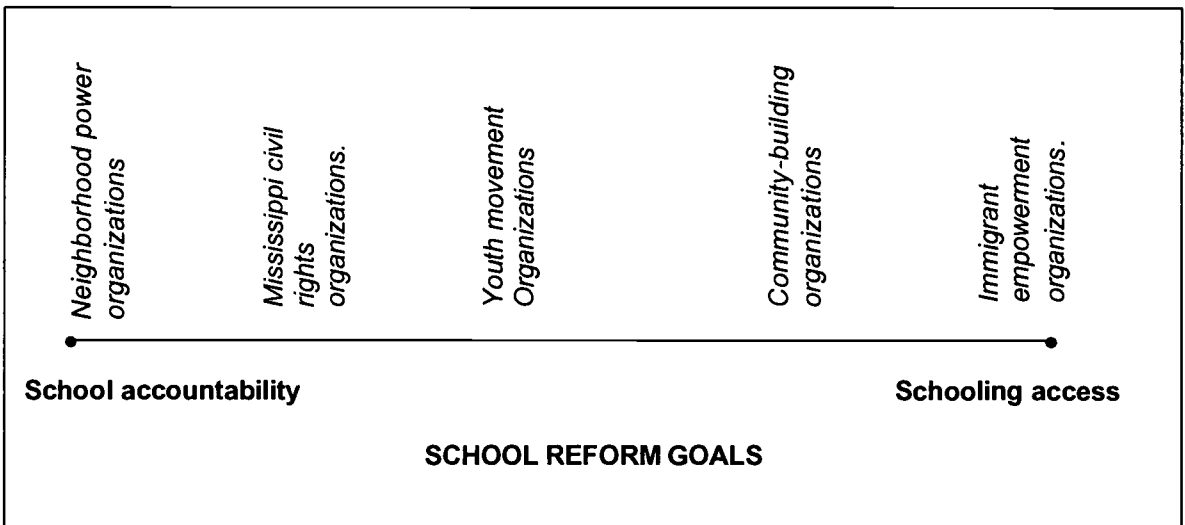 Neighborhood power
organizations
Mississippi civil
rights
organizations.
Youth movement
Organizations
Community-building
organizations
Immigrant
empowerment
organizations.
School accountability
Schooling access
SCHOOL REFORM GOALS